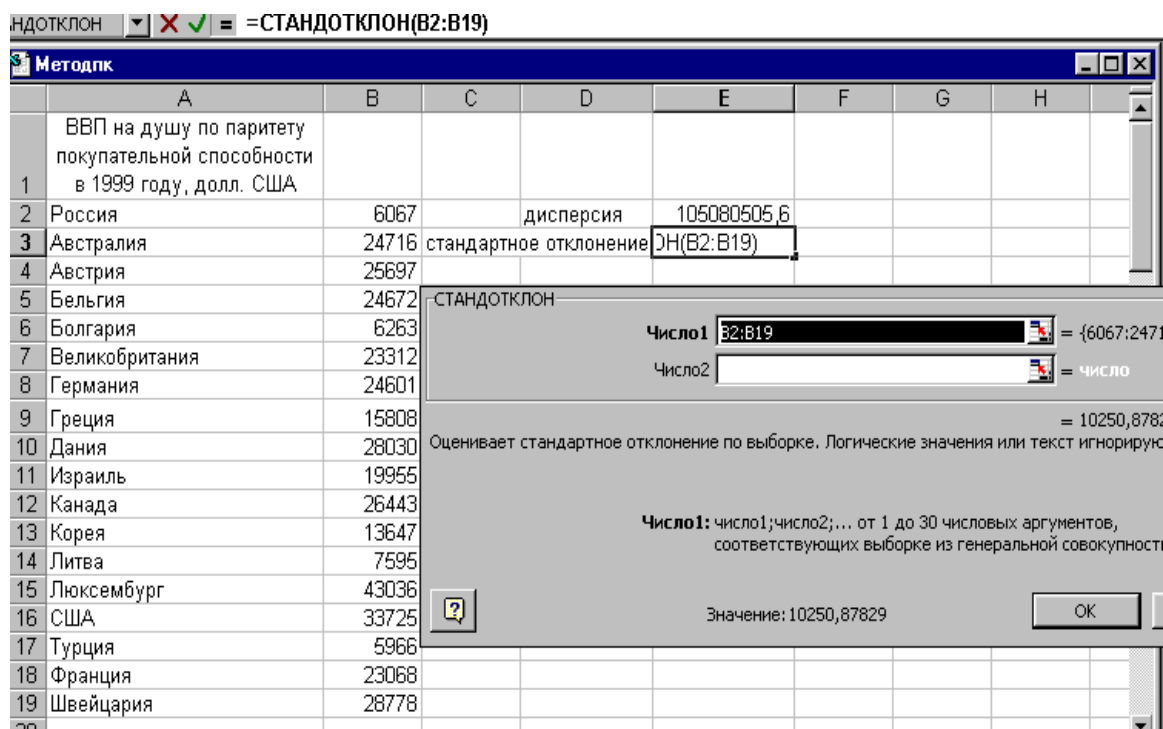 НДОТКЛОН = =СТАНДОТКЛОН(B2:B19)
Методпк
A B C D E F G H
ВВП на душу по паритету
покупательной способности
1 в 1999 году, долл. США
2 Россия 6067 дисперсия 105080505,6
3 Австралия 24716 стандартное отклонение ОН(B2:B19)
4 Австрия 25697
5 Бельгия 24672
6 Болгария 6263
7 Великобритания 23312
8 Германия 24601
9 Греция 15808
10 Дания 28030
11 Израиль 19955
12 Канада 26443
13 Корея 13647
14 Литва 7595
15 Люксембург 43036
16 США 33725
17 Турция 5966
18 Франция 23068
19 Швейцария 28778
СТАНДОТКЛОН
Число1 B2:B19 = {6067:2471
Число2 = число
= 10250,8782
Оценивает стандартное отклонение по выборке. Логические значения или текст игнорирую
Число1: число1;число2;... от 1 до 30 числовых аргументов,
соответствующих выборке из генеральной совокупност
Значение:10250,87829 OK